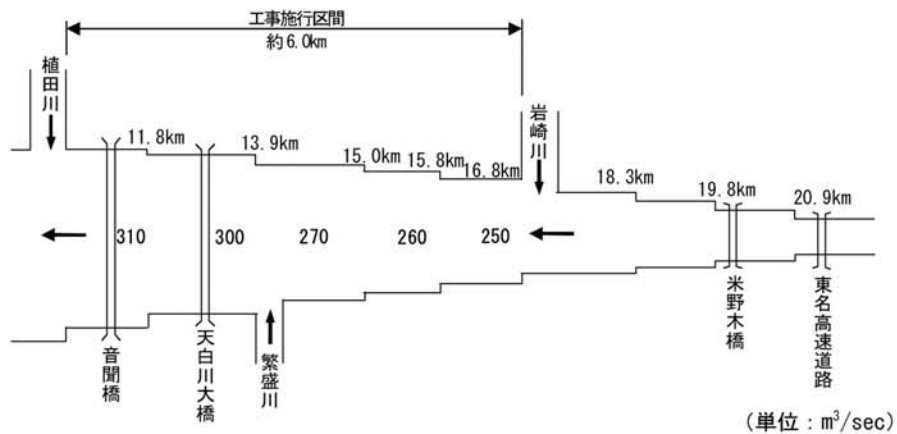 工事施行区間
約6.0km
植田川
岩崎川
11.8km
13.9km
15.0km
15.8km
16.8km
18.3km
19.8km
20.9km
310
300
270
260
250
音聞橋
天白川大橋
繁盛川
米野木橋
東名高速道路
(単位：m³/sec)